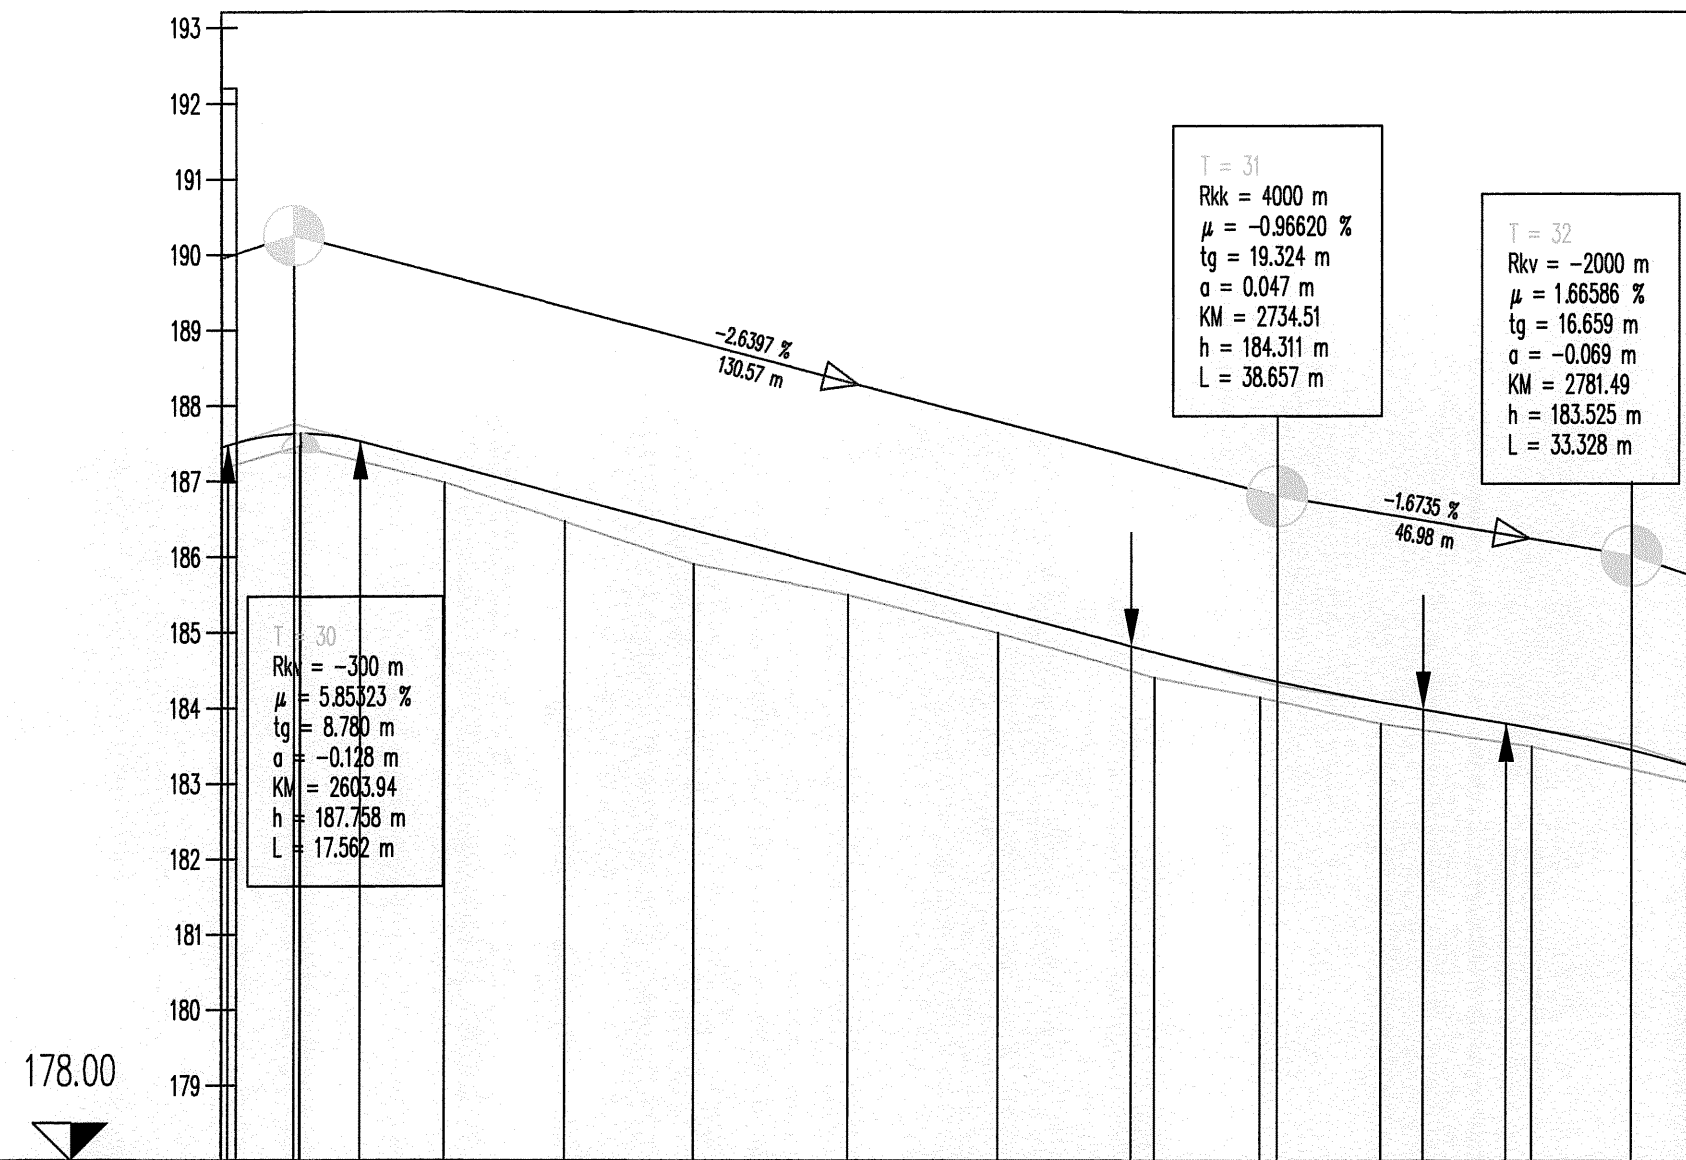 193
192
191
190
189
188
187
186
185
184
183
182
181
180
179
178.00
-2.6397 %
130.57 m
-1.6735 %
46.98 m
T = 30
Rkv = -300 m
μ = 5.85323 %
tg = 8.780 m
a = -0.128 m
KM = 2603.94
h = 187.758 m
L = 17.562 m
T = 31
Rkk = 4000 m
μ = -0.96620 %
tg = 19.324 m
a = 0.047 m
KM = 2734.51
h = 184.311 m
L = 38.657 m
T = 32
Rkv = -2000 m
μ = 1.66586 %
tg = 16.659 m
a = -0.069 m
KM = 2781.49
h = 183.525 m
L = 33.328 m